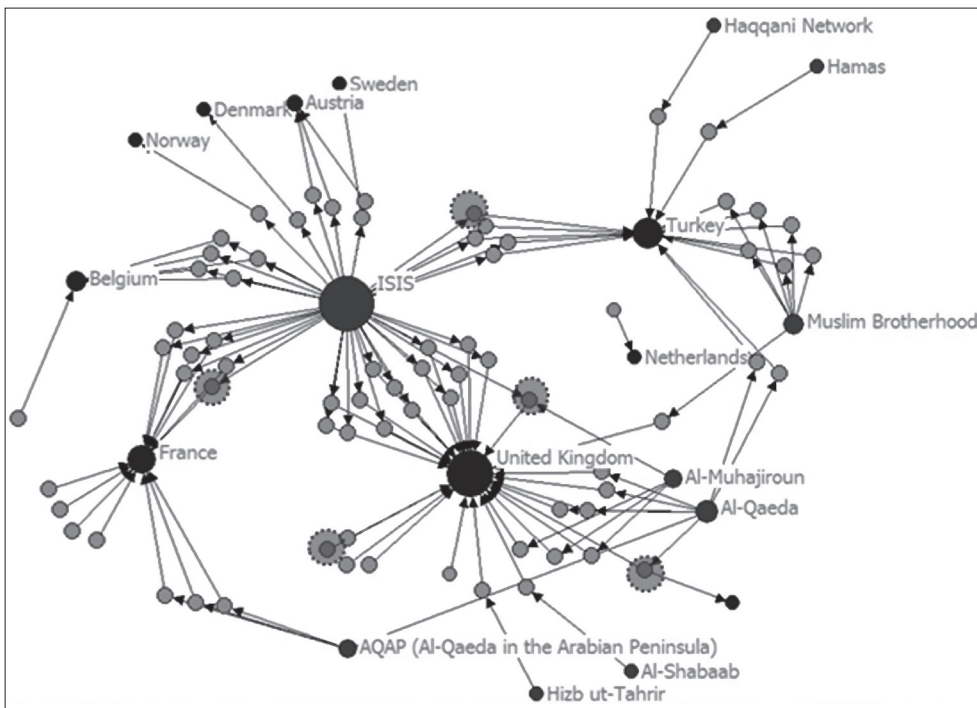 Haqqani Network
Hamas
Sweden
Austria
Denmark
Norway
Turkey
Belgium
ISIS
Muslim Brotherhood
Netherlands
France
United Kingdom
Al-Muhajiroun
Al-Qaeda
AQAP (Al-Qaeda in the Arabian Peninsula)
Al-Shabaab
Hizb ut-Tahrir